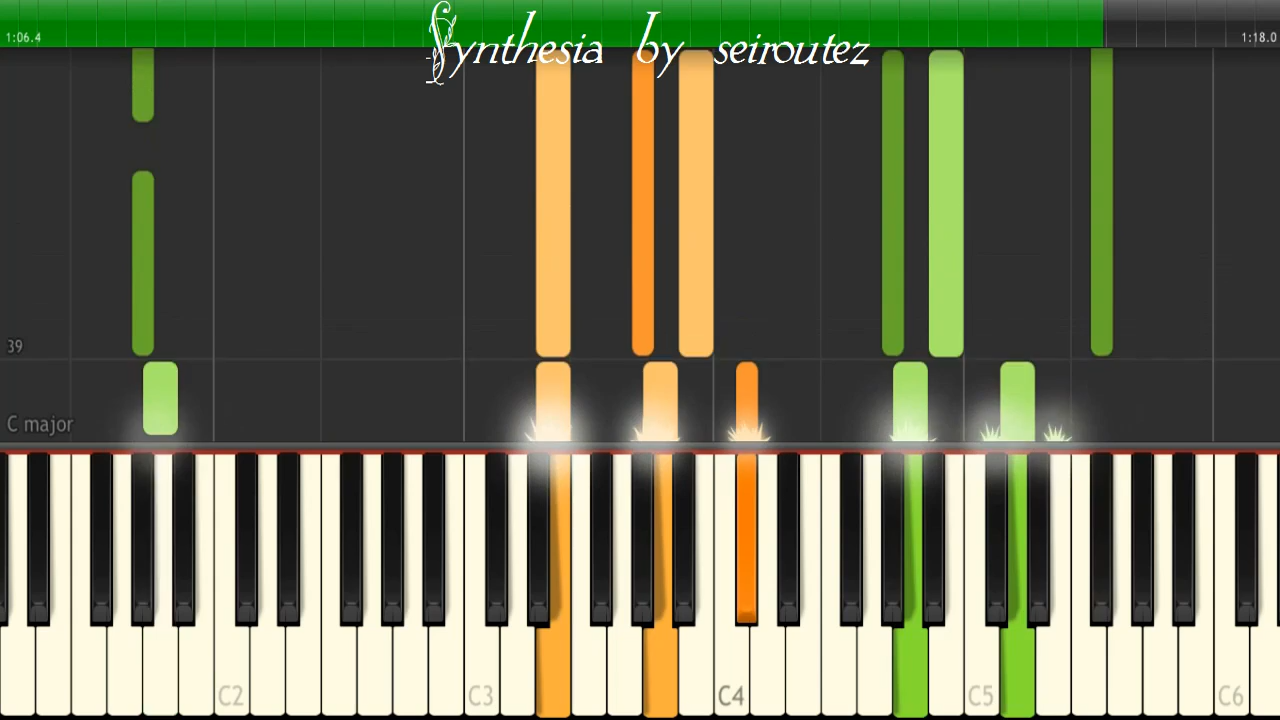 Synthesia by seiroutez
1:06.4
1:18.0
39
C major
C2
C3
C4
C5
C6